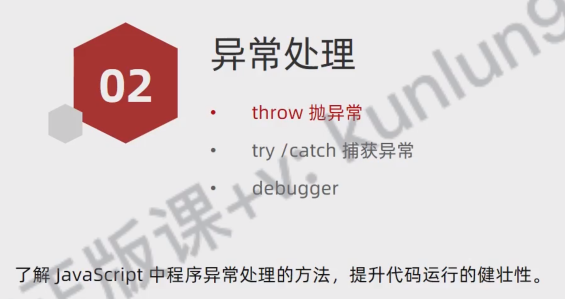 02
异常处理
• throw 抛异常
• try /catch 捕获异常
• debugger
了解 JavaScript 中程序异常处理的方法，提升代码运行的健壮性。
正版课+v: kunlung